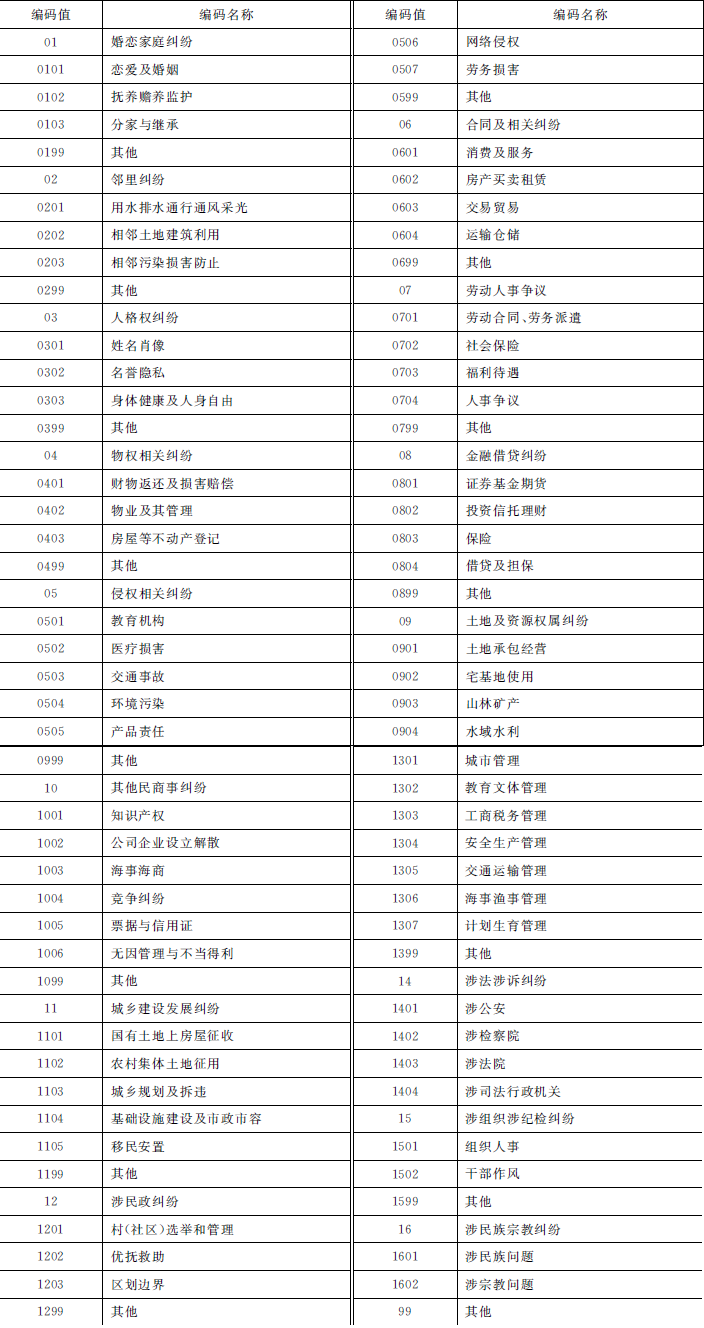 编码值 编码名称 编码值 编码名称
01 婚恋家庭纠纷 0506 网络侵权
0101 恋爱及婚姻 0507 劳务损害
0102 抚养赡养监护 0599 其他
0103 分家与继承 06 合同及相关纠纷
0199 其他 0601 消费及服务
02 邻里纠纷 0602 房产买卖租赁
0201 用水排水通行通风采光 0603 交易贸易
0202 相邻土地建筑利用 0604 运输仓储
0203 相邻污染损害防止 0699 其他
0299 其他 07 劳动人事争议
03 人格权纠纷 0701 劳动合同、劳务派遣
0301 姓名肖像 0702 社会保险
0302 名誉隐私 0703 福利待遇
0303 身体健康及人身自由 0704 人事争议
0399 其他 0799 其他
04 物权相关纠纷 08 金融借贷纠纷
0401 财物返还及损害赔偿 0801 证券基金期货
0402 物业及其管理 0802 投资信托理财
0403 房屋等不动产登记 0803 保险
0499 其他 0804 借贷及担保
05 侵权相关纠纷 0899 其他
0501 教育机构 09 土地及资源权属纠纷
0502 医疗损害 0901 土地承包经营
0503 交通事故 0902 宅基地使用
0504 环境污染 0903 山林矿产
0505 产品责任 0904 水域水利
0999 其他 1301 城市管理
10 其他民商事纠纷 1302 教育文体管理
1001 知识产权 1303 工商税务管理
1002 公司企业设立解散 1304 安全生产管理
1003 海事海商 1305 交通运输管理
1004 竞争纠纷 1306 海事渔事管理
1005 票据与信用证 1307 计划生育管理
1006 无因管理与不当得利 1399 其他
1099 其他 14 涉法涉诉纠纷
11 城乡建设发展纠纷 1401 涉公安
1101 国有土地上房屋征收 1402 涉检察院
1102 农村集体土地征用 1403 涉法院
1103 城乡规划及拆违 1404 涉司法行政机关
1104 基础设施建设及市政市容 15 涉组织涉纪检纠纷
1105 移民安置 1501 组织人事
1199 其他 1502 干部作风
12 涉民政纠纷 1599 其他
1201 村(社区)选举和管理 16 涉民族宗教纠纷
1202 优抚救助 1601 涉民族问题
1203 区划边界 1602 涉宗教问题
1299 其他 99 其他